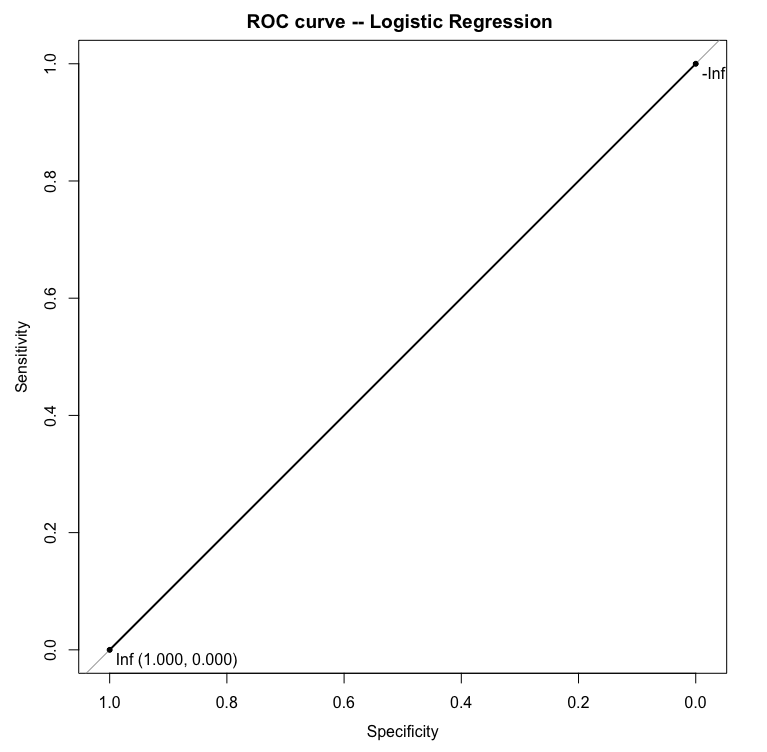 ROC curve -- Logistic Regression
1.0
-Inf
0.8
0.6
Sensitivity
0.4
0.2
0.0
Inf (1.000, 0.000)
1.0 0.8 0.6 0.4 0.2 0.0
Specificity